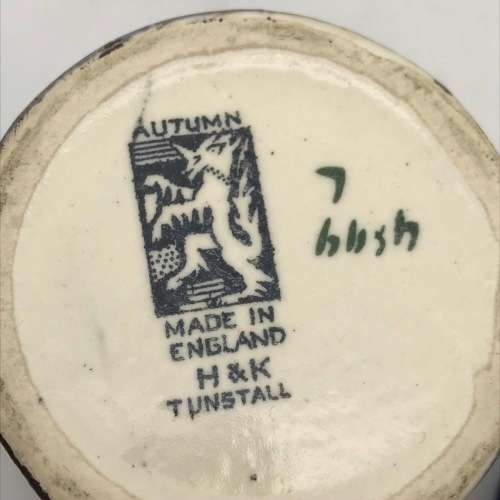 AUTUMN
MADE IN
ENGLAND
H & K
TUNSTALL
7